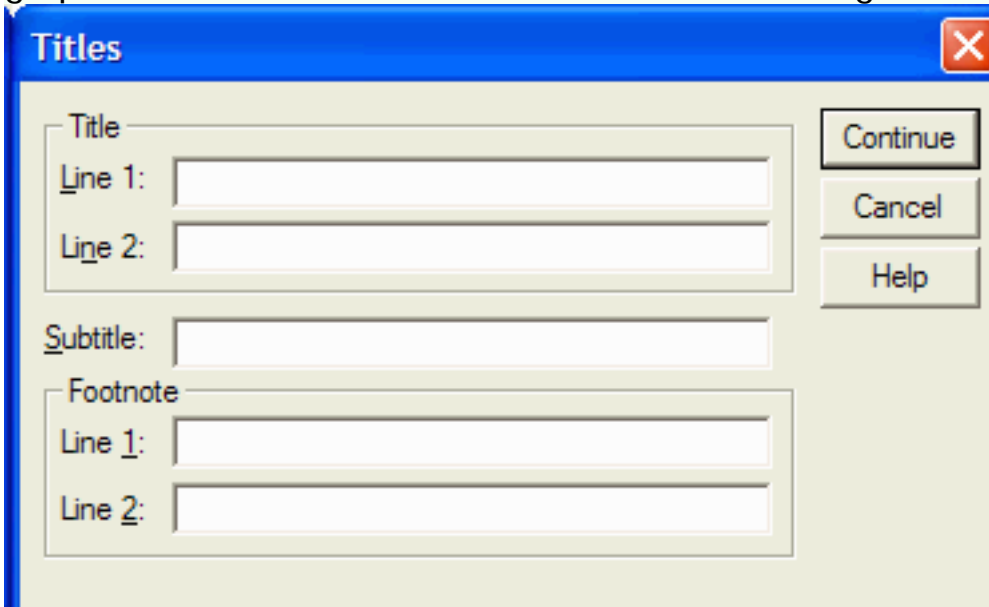 Titles
Title
Line 1:
Line 2:
Subtitle:
Footnote
Line 1:
Line 2:
Continue
Cancel
Help